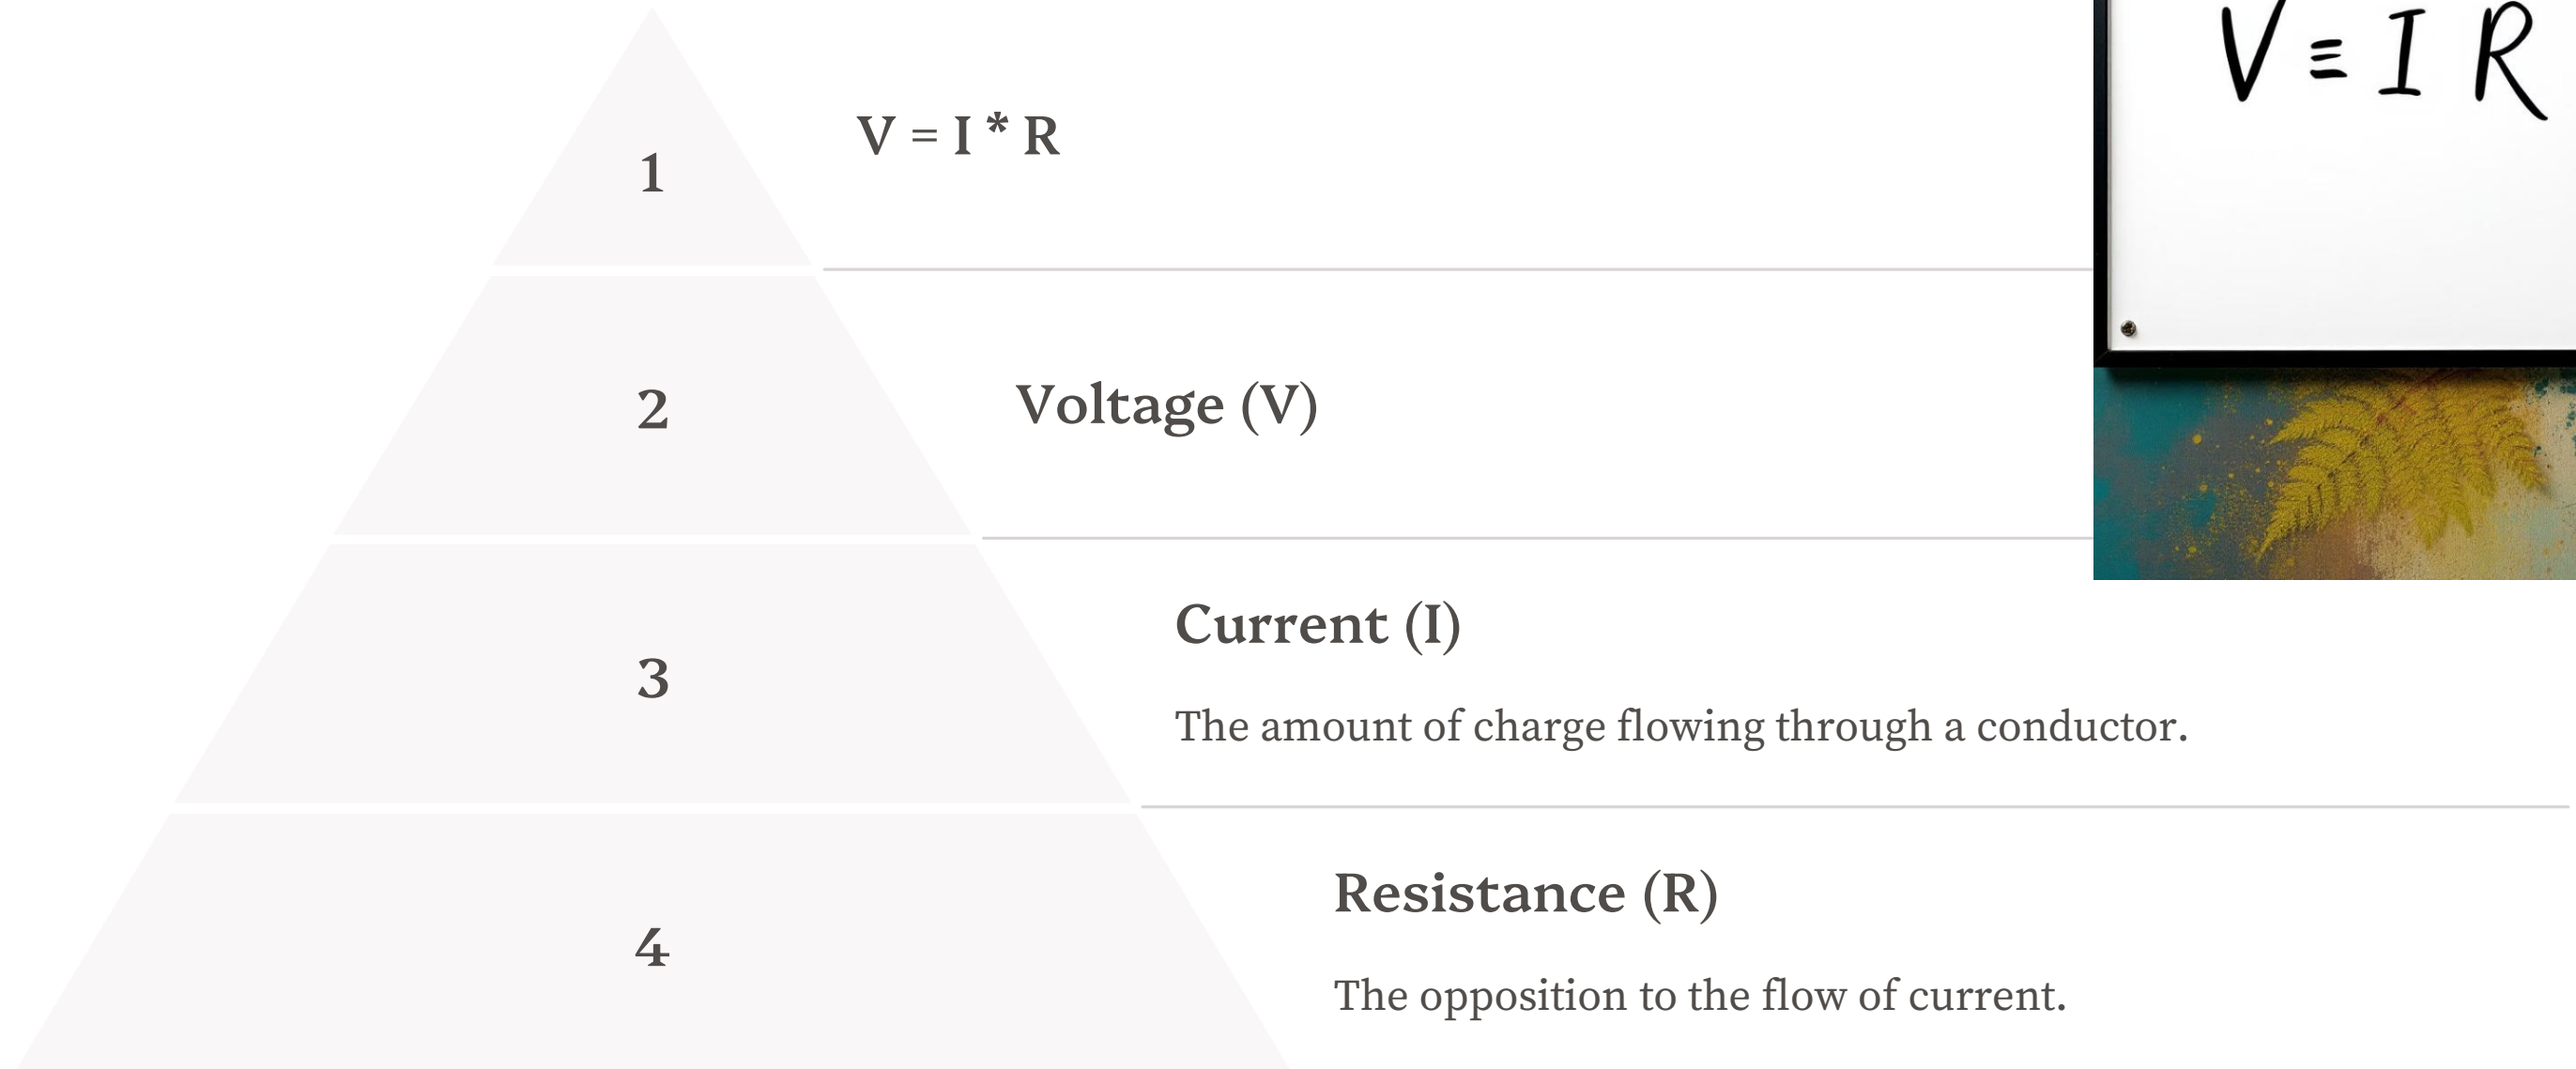 1
V = I * R
V ≡ I R
2
Voltage (V)
3
Current (I)
The amount of charge flowing through a conductor.
4
Resistance (R)
The opposition to the flow of current.